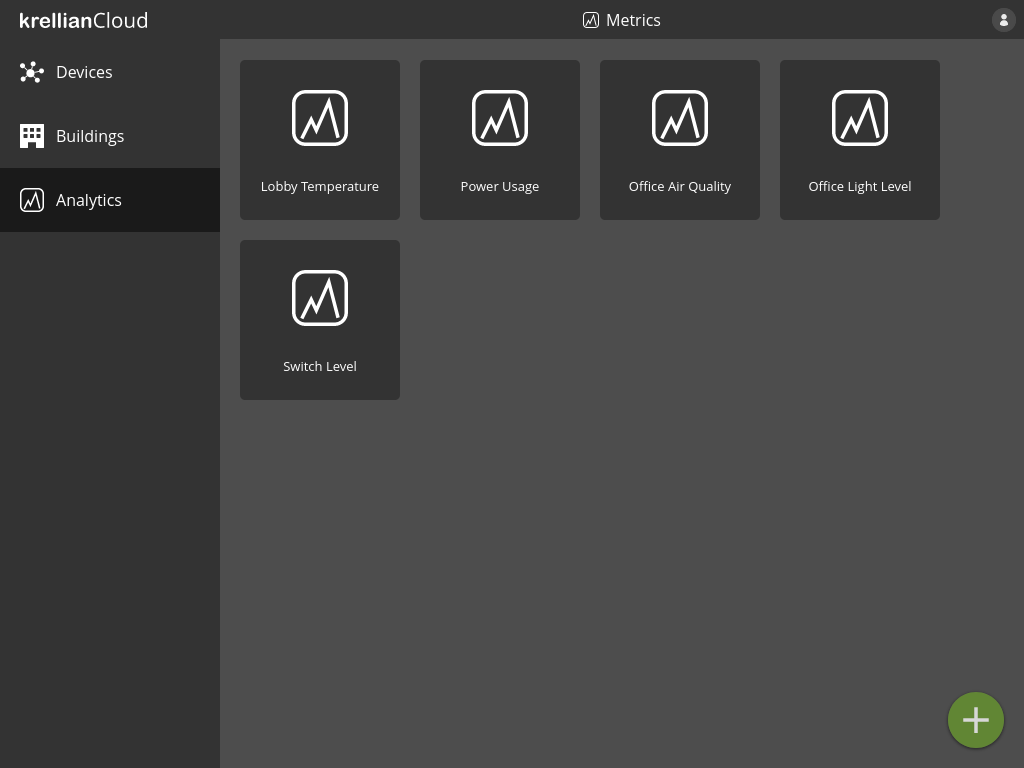 krellianCloud
Metrics
Devices
Buildings
Analytics
Lobby Temperature
Power Usage
Office Air Quality
Office Light Level
Switch Level